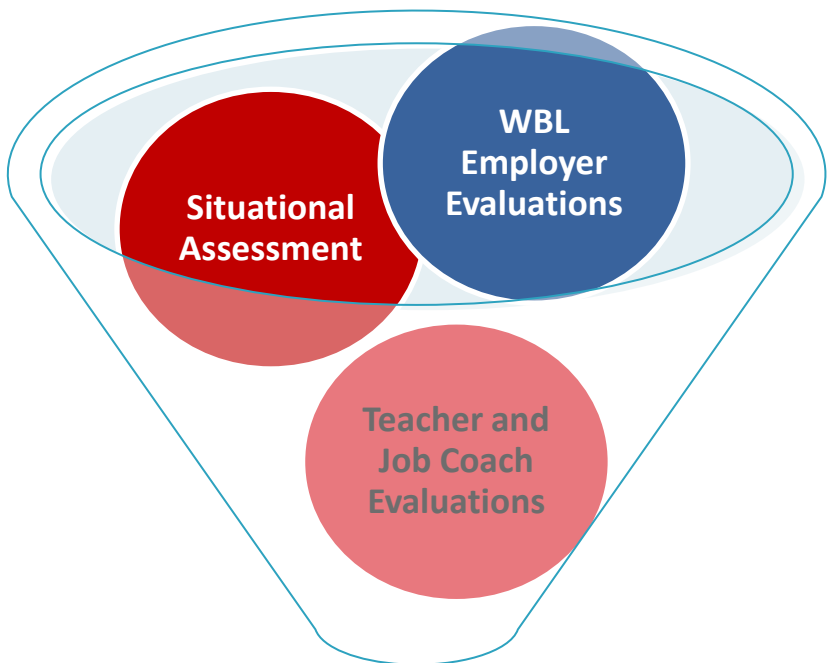 Situational
Assessment
WBL
Employer
Evaluations
Teacher and
Job Coach
Evaluations